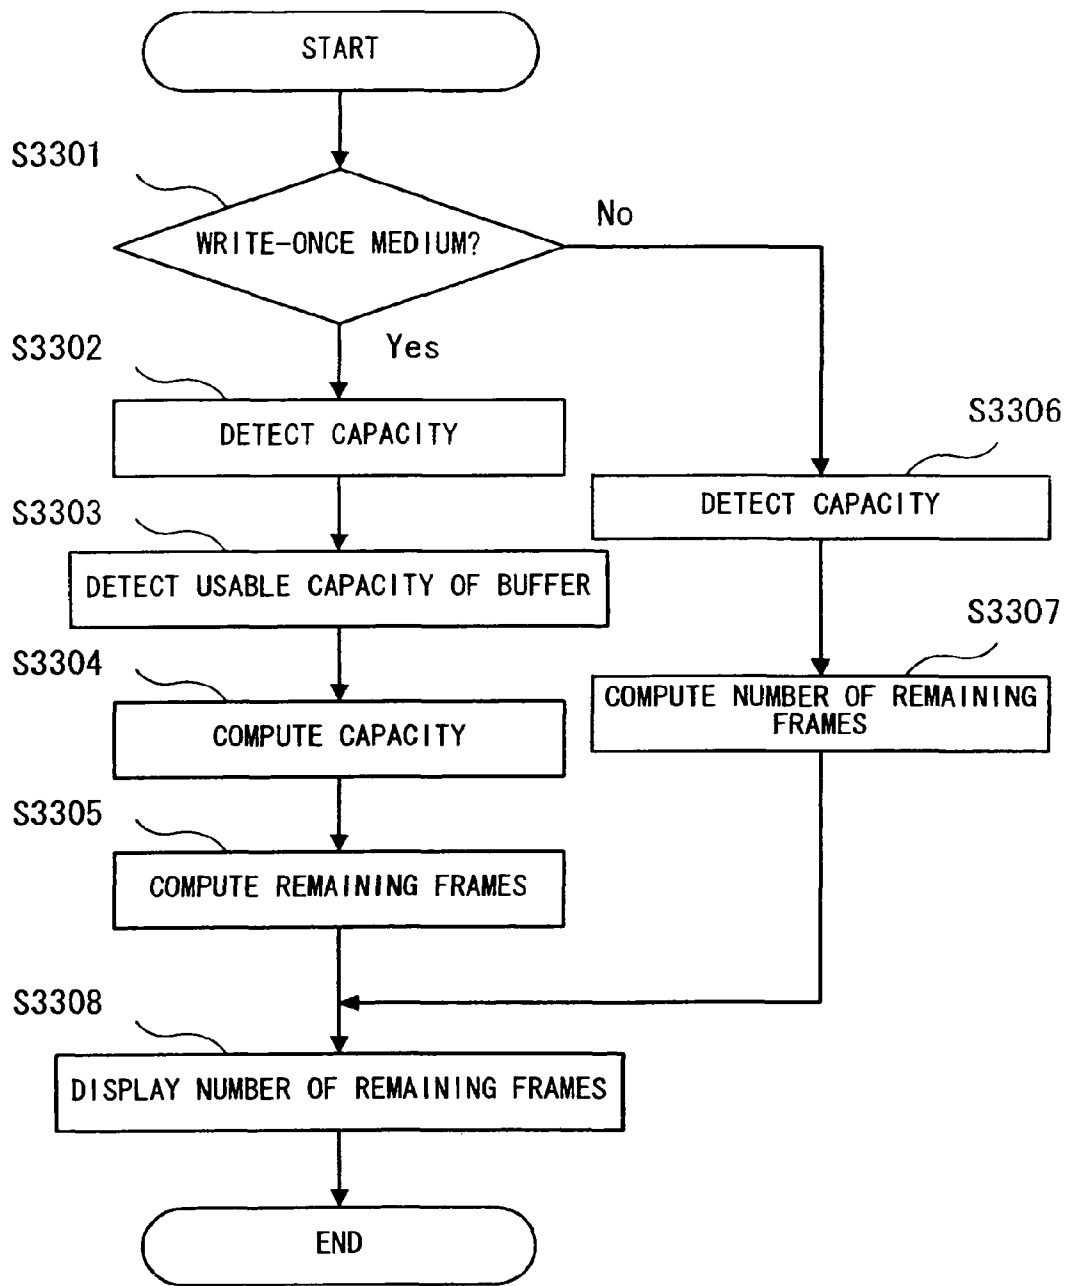 START
S3301
No
WRITE-ONCE MEDIUM?
S3302
Yes
DETECT CAPACITY
S3306
DETECT CAPACITY
S3303
DETECT USABLE CAPACITY OF BUFFER
S3307
S3304
COMPUTE NUMBER OF REMAINING
FRAMES
COMPUTE CAPACITY
S3305
COMPUTE REMAINING FRAMES
S3308
DISPLAY NUMBER OF REMAINING FRAMES
END